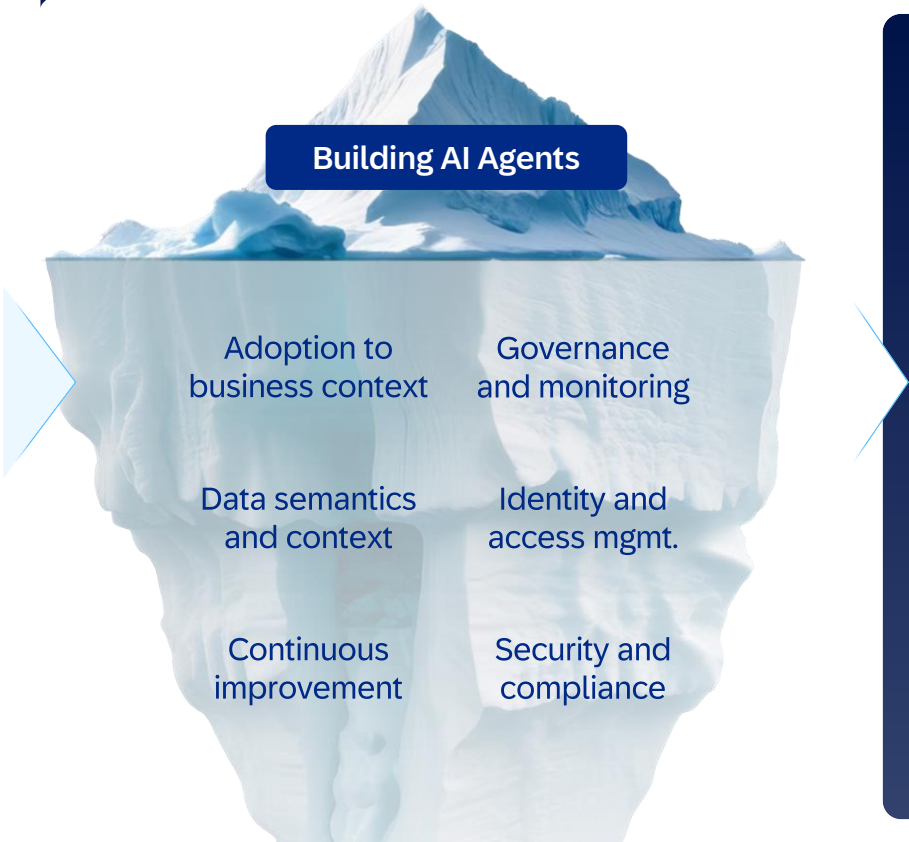 Building AI Agents
Adoption to
business context
Governance
and monitoring
Data semantics
and context
Identity and
access mgmt.
Continuous
improvement
Security and
compliance